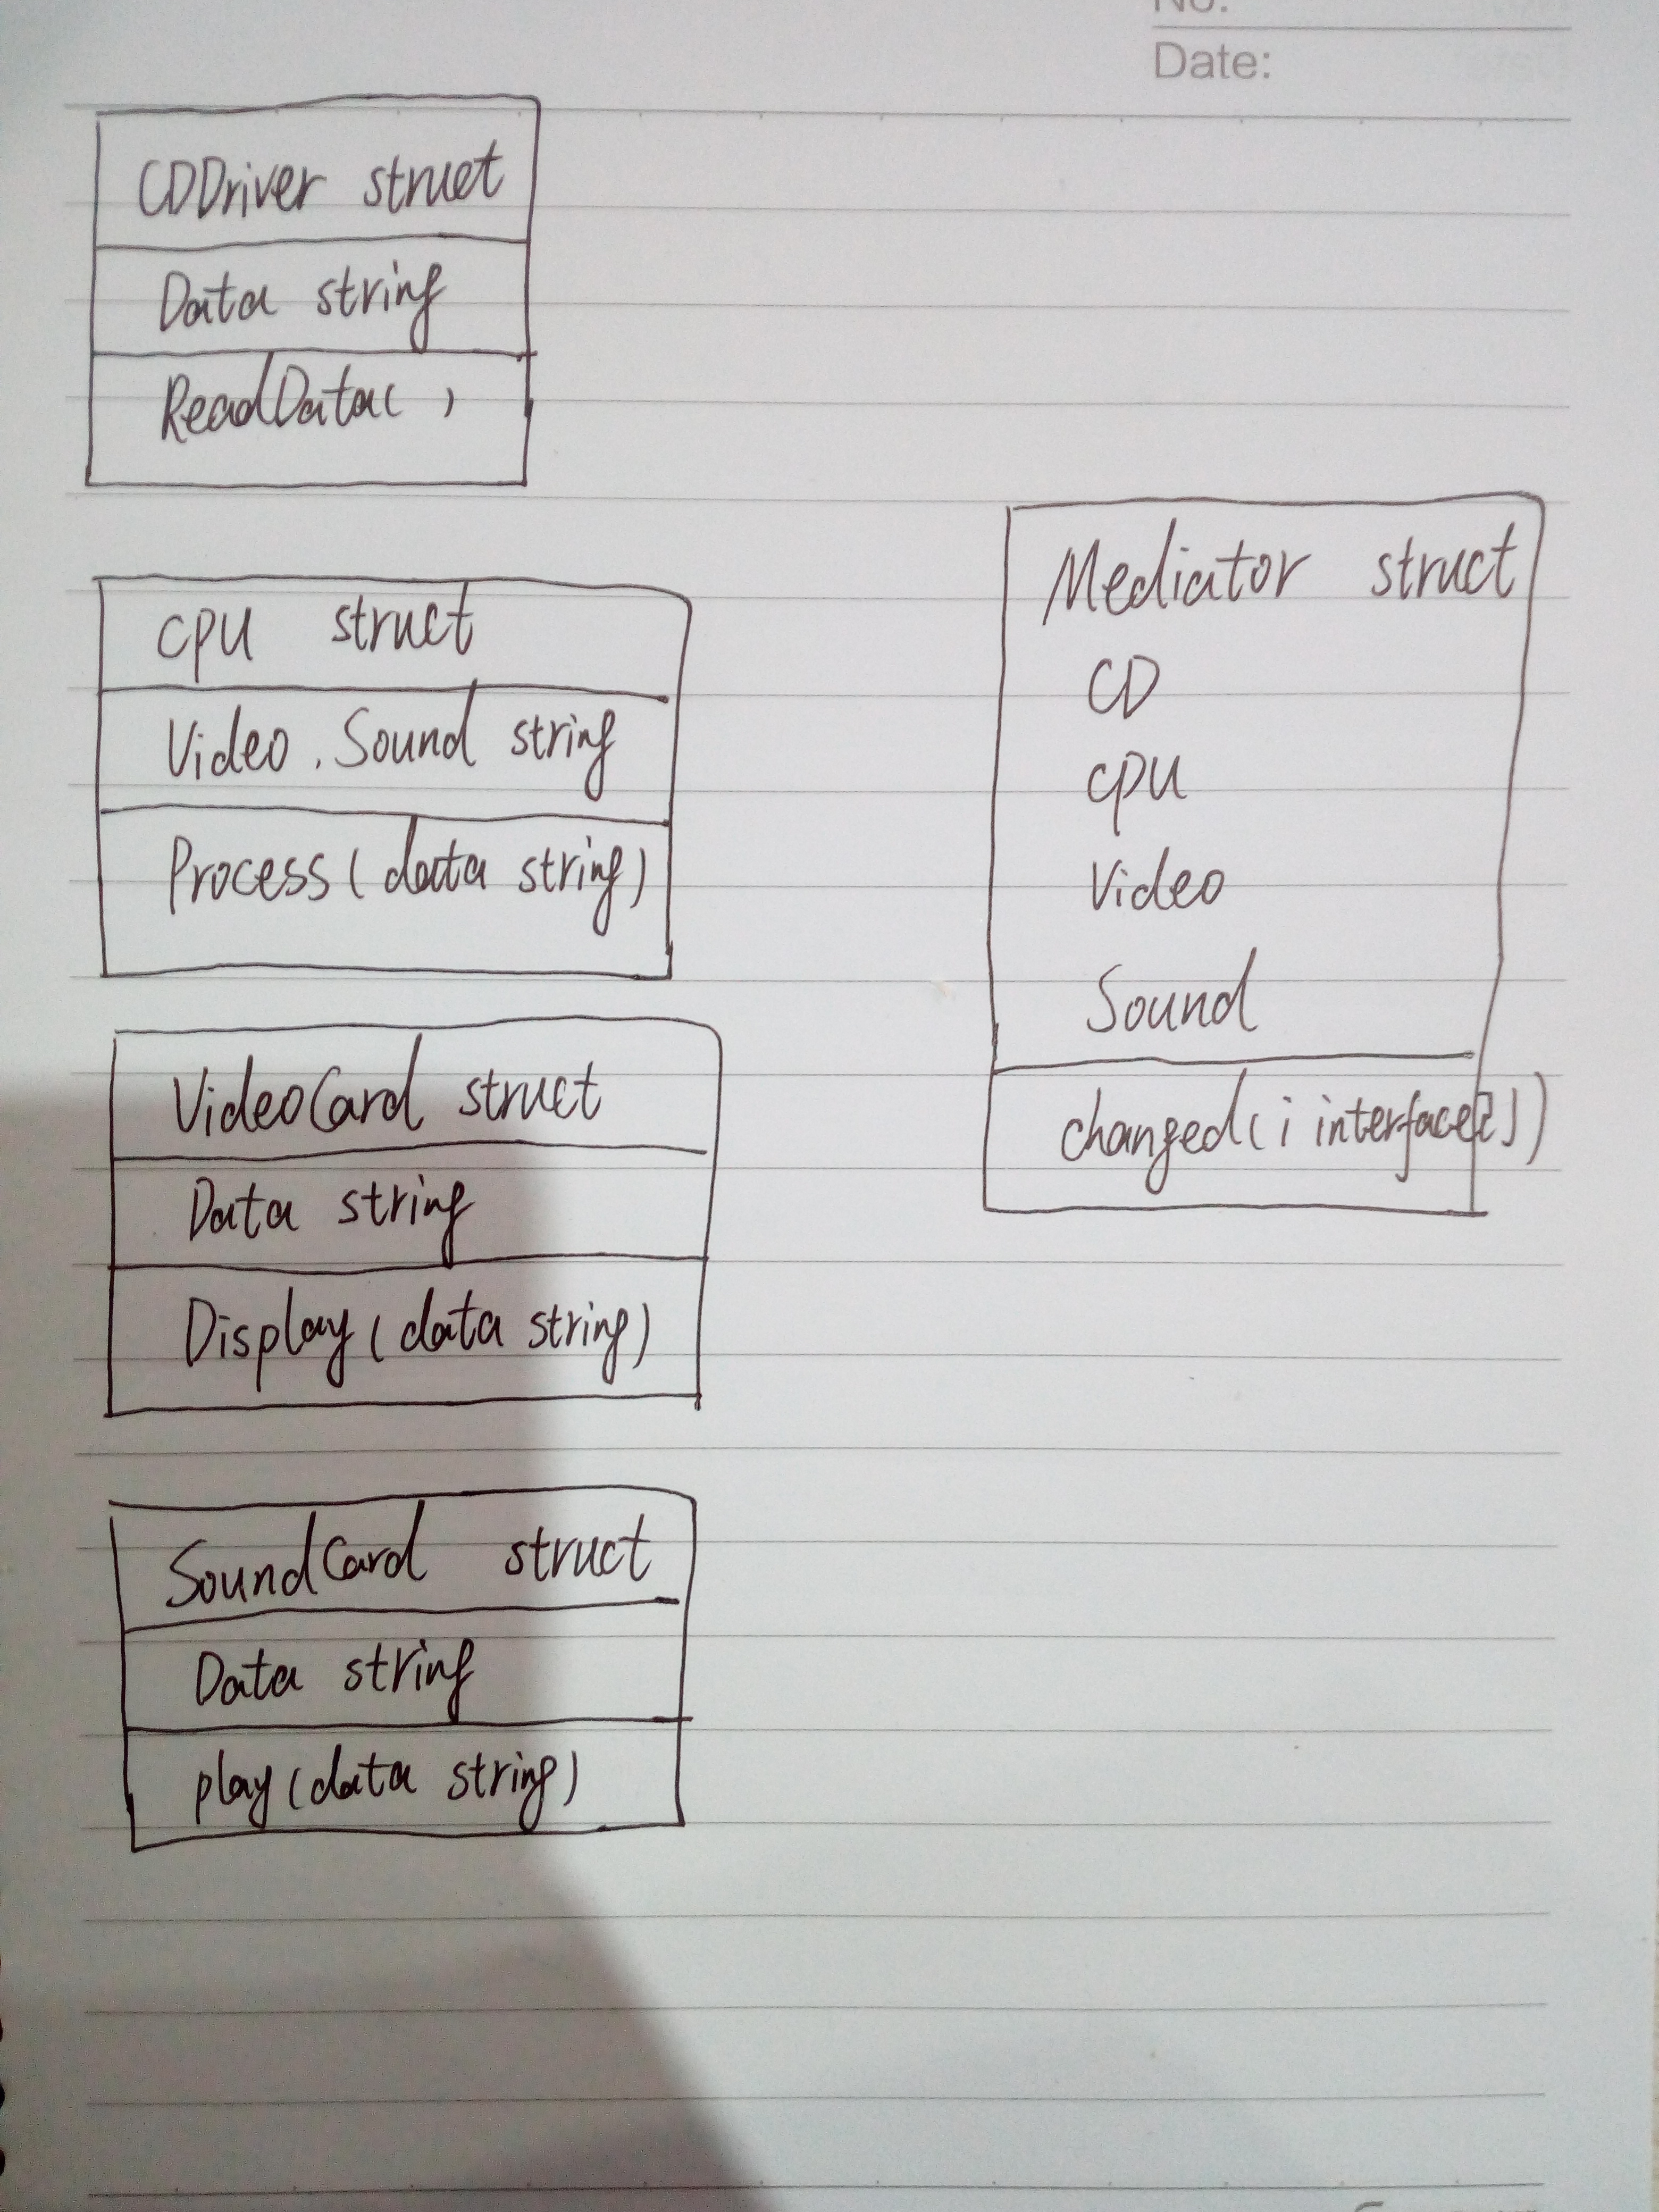 No.
Date:
CDDriver struct
Data string
ReadData( )
CPU struct
Video, Sound string
Process(data string)
VideoCard struct
Data string
Display(data string)
SoundCard struct
Data string
play(data string)
Mediator struct
CD
CPU
Video
Sound
changed(i interface{})